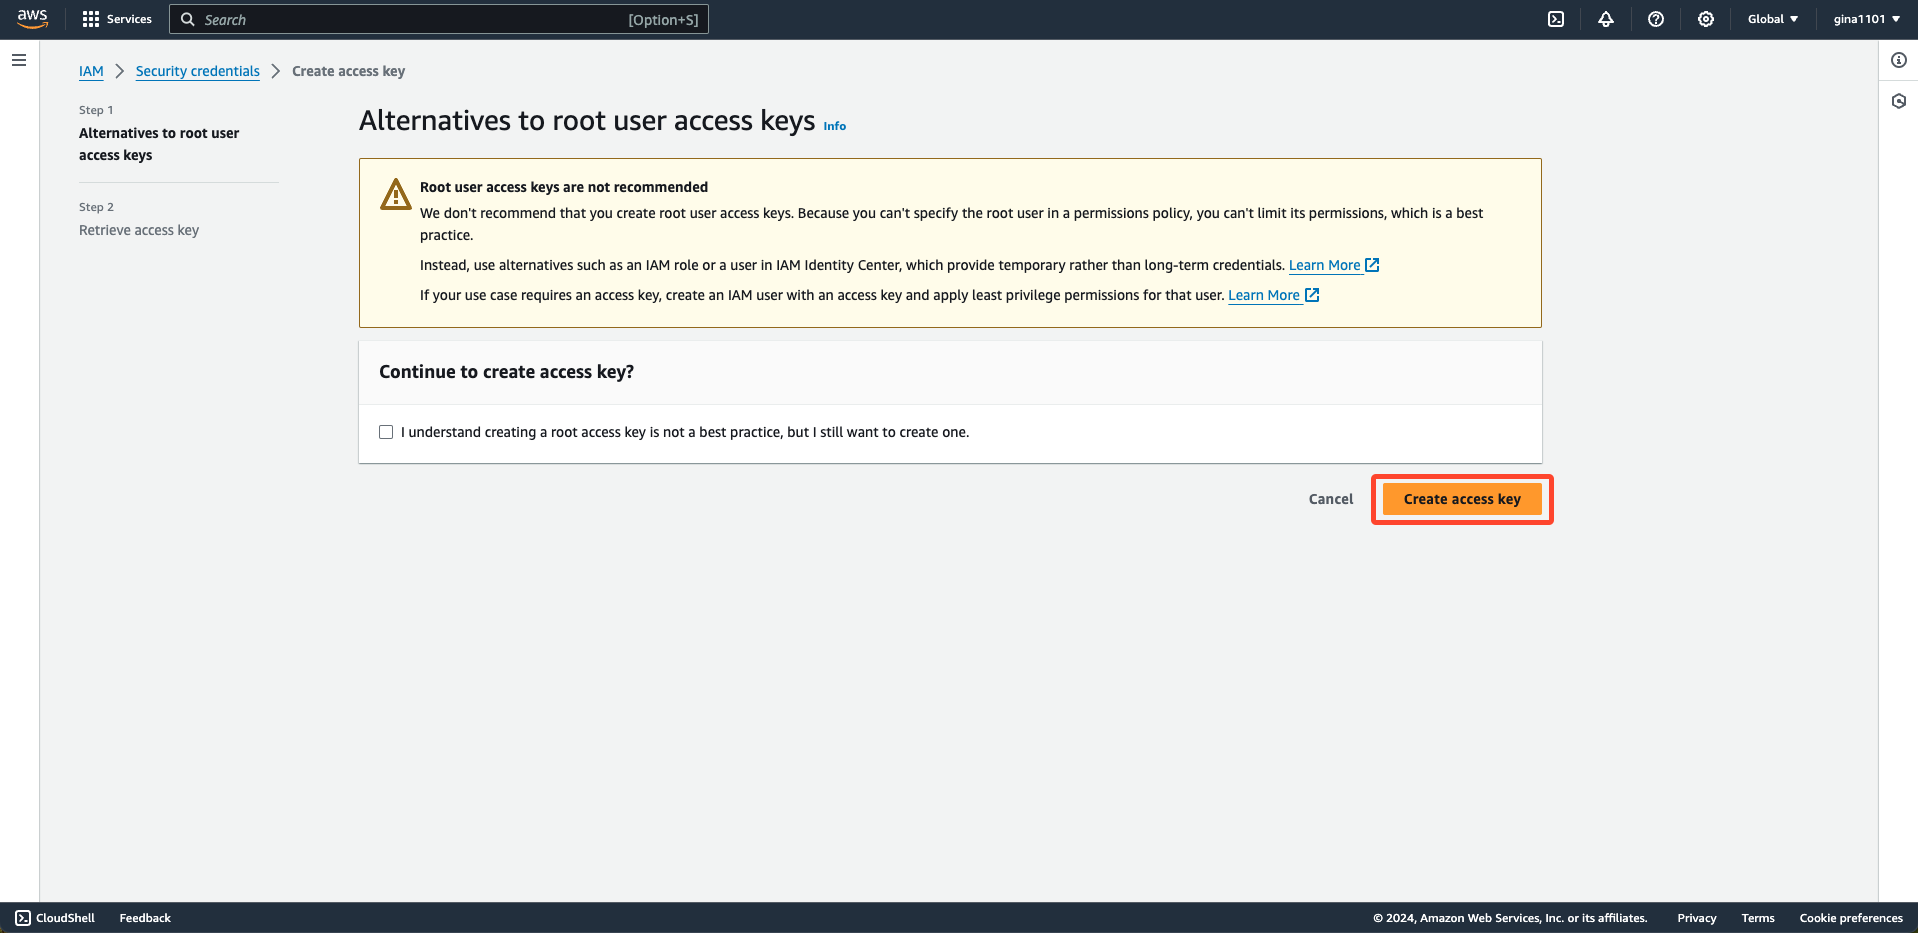 aws
Services
Search
[Option+S]
Global
gina1101
IAM
Security credentials
Create access key
Step 1
Alternatives to root user
access keys
Step 2
Retrieve access key
Alternatives to root user access keys Info
Root user access keys are not recommended
We don't recommend that you create root user access keys. Because you can't specify the root user in a permissions policy, you can't limit its permissions, which is a best
practice.
Instead, use alternatives such as an IAM role or a user in IAM Identity Center, which provide temporary rather than long-term credentials. Learn More
If your use case requires an access key, create an IAM user with an access key and apply least privilege permissions for that user. Learn More
Continue to create access key?
I understand creating a root access key is not a best practice, but I still want to create one.
Cancel
Create access key
CloudShell
Feedback
© 2024, Amazon Web Services, Inc. or its affiliates.
Privacy
Terms
Cookie preferences